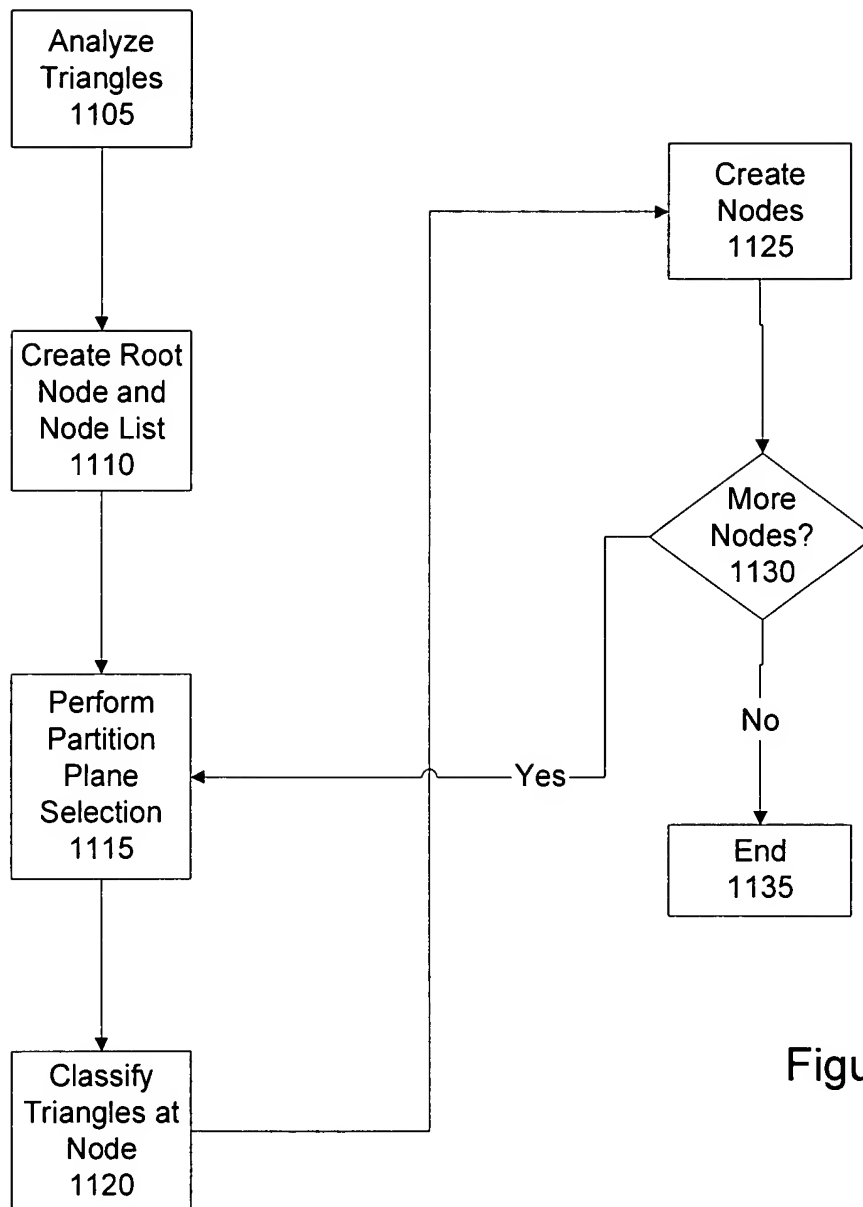 Analyze
Triangles
1105
Create Root
Node and
Node List
1110
Perform
Partition
Plane
Selection
1115
Classify
Triangles at
Node
1120
Create
Nodes
1125
More
Nodes?
1130
Yes
No
End
1135
Figu